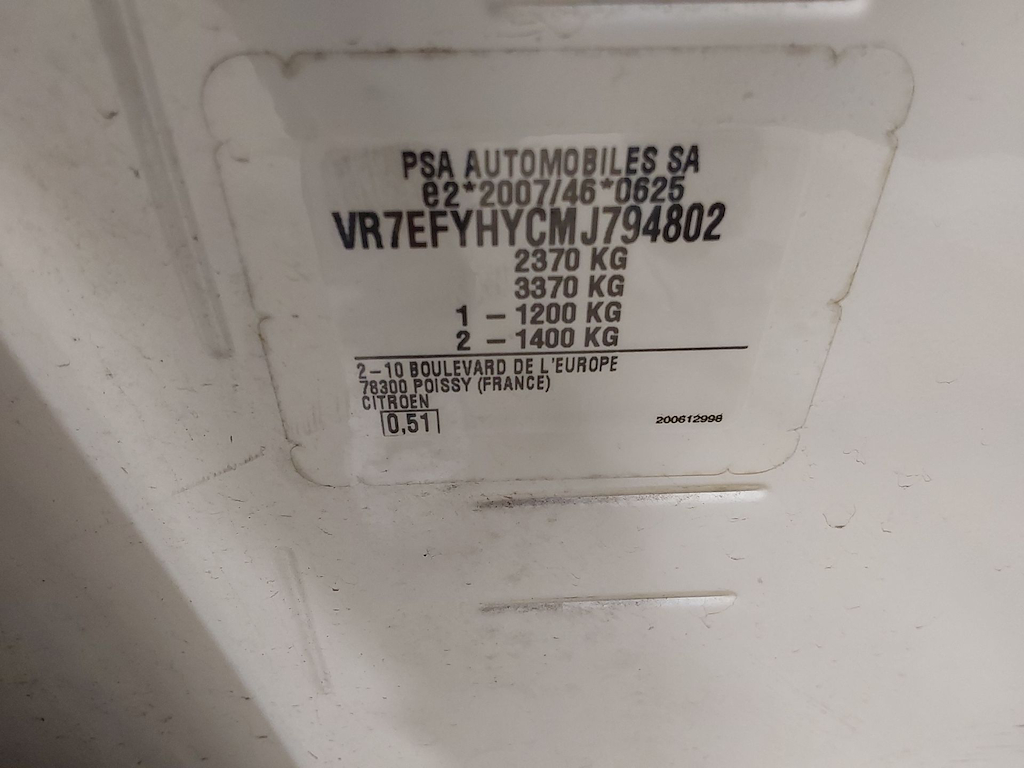 PSA AUTOMOBILES SA
e2*2007/46*0625
VR7EFYHYCMJ794802
2370 KG
3370 KG
1 – 1200 KG
2 – 1400 KG
2–10 BOULEVARD DE L'EUROPE
78300 POISSY (FRANCE)
CITROEN
0,51
200612998